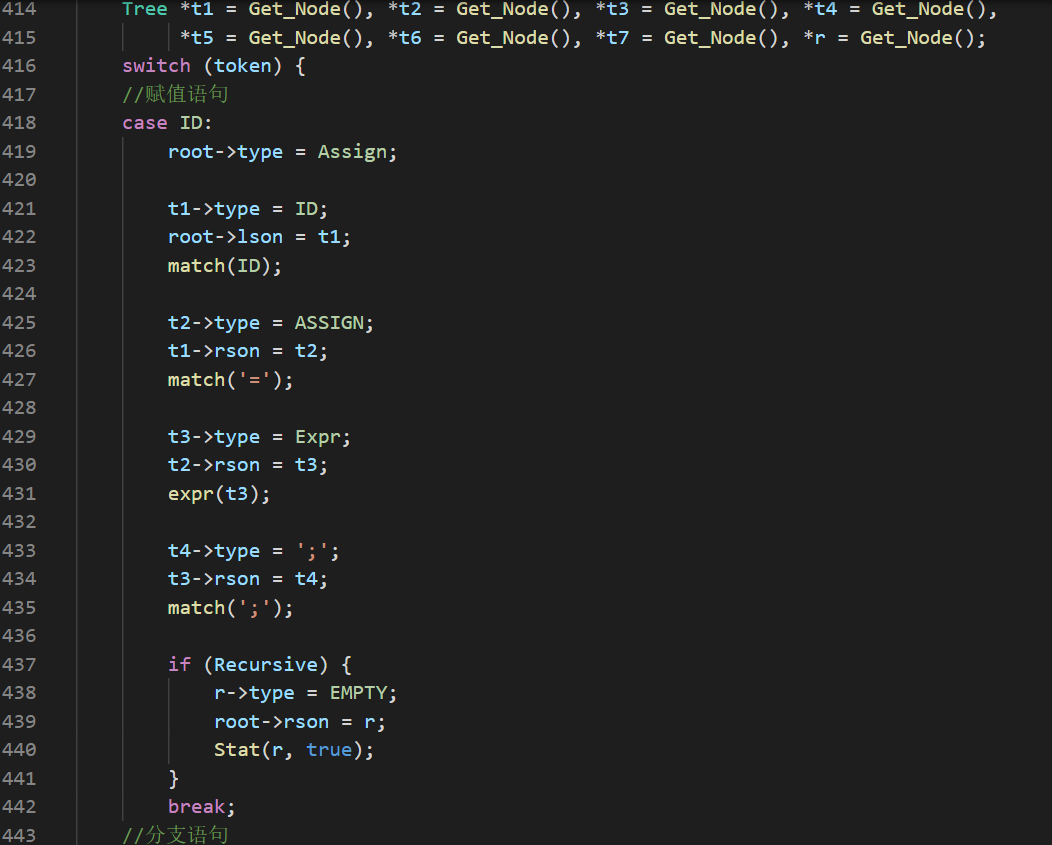 414 Tree *t1 = Get_Node(), *t2 = Get_Node(), *t3 = Get_Node(), *t4 = Get_Node(),
415 *t5 = Get_Node(), *t6 = Get_Node(), *t7 = Get_Node(), *r = Get_Node();
416 switch (token) {
417 //赋值语句
418 case ID:
419 root->type = Assign;
420
421 t1->type = ID;
422 root->lson = t1;
423 match(ID);
424
425 t2->type = ASSIGN;
426 t1->rson = t2;
427 match('=');
428
429 t3->type = Expr;
430 t2->rson = t3;
431 expr(t3);
432
433 t4->type = ';';
434 t3->rson = t4;
435 match(';');
436
437 if (Recursive) {
438 r->type = EMPTY;
439 root->rson = r;
440 Stat(r, true);
441 }
442 break;
443 //分支语句